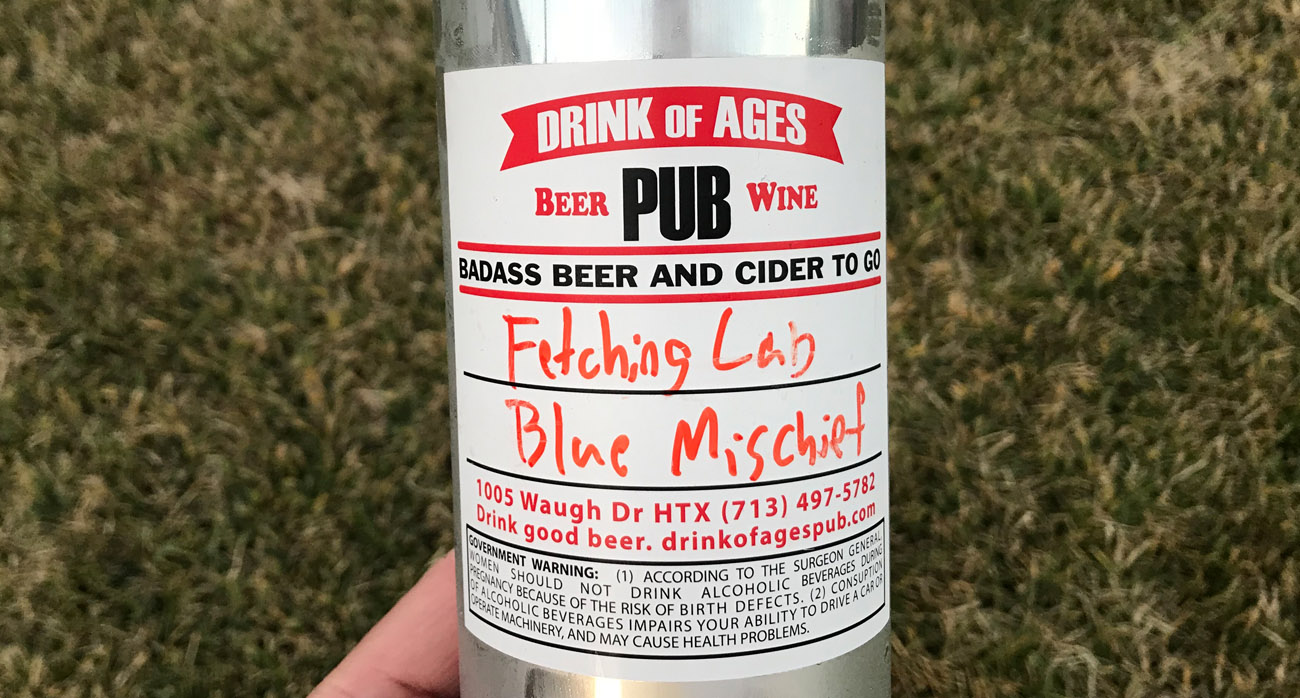 DRINK OF AGES
BEER PUB WINE
BADASS BEER AND CIDER TO GO
Fetching Lab
Blue Mischief
1005 Waugh Dr HTX (713) 497-5782
Drink good beer. drinkofagespub.com
GOVERNMENT WARNING: (1) ACCORDING TO THE SURGEON GENERAL,
WOMEN SHOULD NOT DRINK ALCOHOLIC BEVERAGES DURING
PREGNANCY BECAUSE OF THE RISK OF BIRTH DEFECTS. (2) CONSUPTION
OF ALCOHOLIC BEVERAGES IMPAIRS YOUR ABILITY TO DRIVE A CAR OR
OPERATE MACHINERY, AND MAY CAUSE HEALTH PROBLEMS.